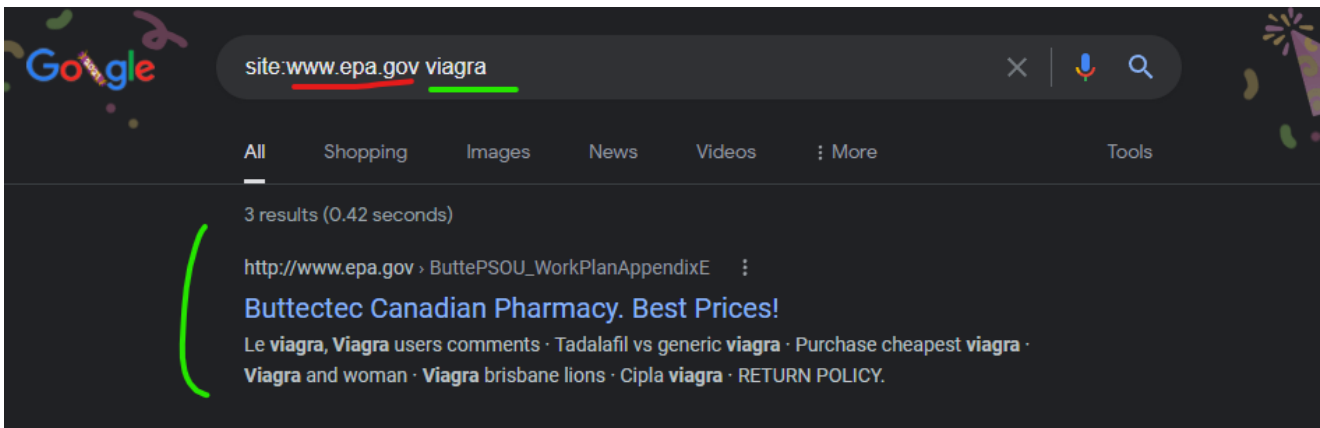 Google
site:www.epa.gov viagra
All Shopping Images News Videos More Tools
3 results (0.42 seconds)
http://www.epa.gov › ButtePSOU_WorkPlanAppendixE
Buttectec Canadian Pharmacy. Best Prices!
Le viagra, Viagra users comments · Tadalafil vs generic viagra · Purchase cheapest viagra ·
Viagra and woman · Viagra brisbane lions · Cipla viagra · RETURN POLICY.